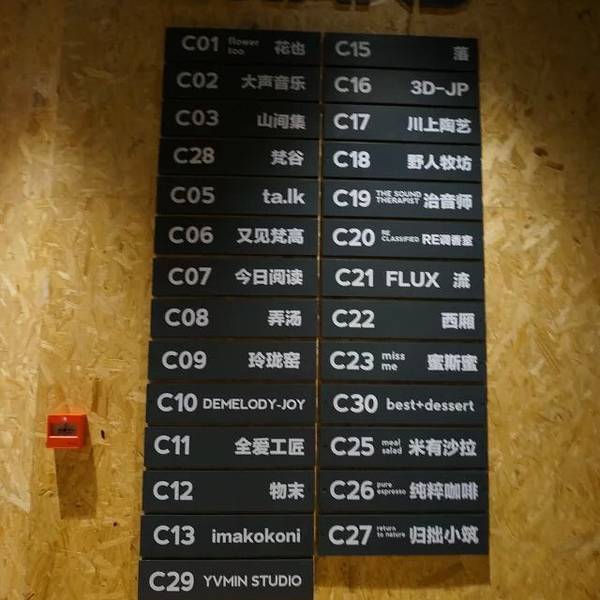 C01 flower too 花也
C02 大声音乐
C03 山间集
C28 梵谷
C05 ta.lk
C06 又见梵高
C07 今日阅读
C08 弄汤
C09 玲珑窑
C10 DEMELODY-JOY
C11 全爱工匠
C12 物末
C13 imakokoni
C29 YVMIN STUDIO
C15 落
C16 3D-JP
C17 川上陶艺
C18 野人牧坊
C19 THE SOUND THERAPIST 治音师
C20 RE CLASSIFIED RE调香室
C21 FLUX 流
C22 西厢
C23 miss me 蜜斯蜜
C30 best+dessert
C25 meal salad 米有沙拉
C26 pure espresso 纯粹咖啡
C27 return to nature 归拙小筑